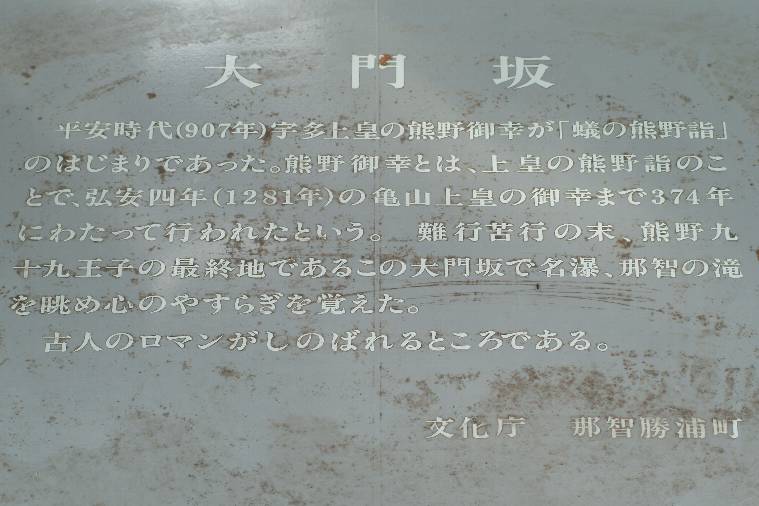 大門坂
平安時代(907年)宇多上皇の熊野御幸が「蟻の熊野詣」
のはじまりであった。熊野御幸とは、上皇の熊野詣のこ
とで、弘安四年(1281年)の亀山上皇の御幸まで374年
にわたって行われたという。 難行苦行の末、熊野九
十九王子の最終地であるこの大門坂で名瀑、那智の滝
を眺め心のやすらぎを覚えた。
古人のロマンがしのばれるところである。
文化庁 那智勝浦町